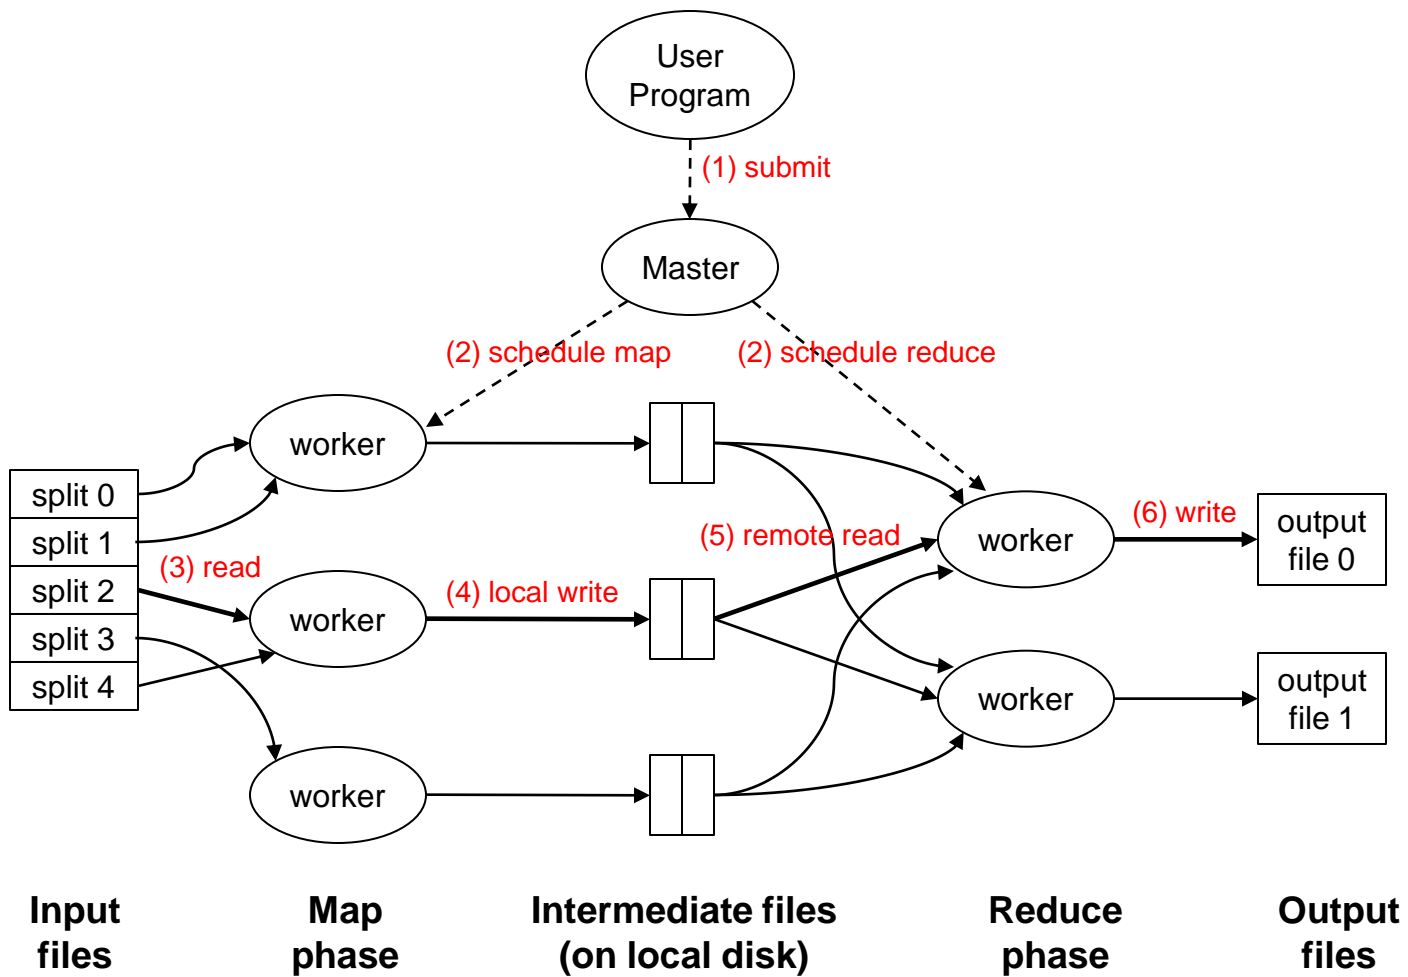 User
Program
(1) submit
Master
(2) schedule map
(2) schedule reduce
worker
split 0
split 1
split 2
split 3
split 4
(3) read
worker
(4) local write
(5) remote read
worker
(6) write
output
file 0
worker
worker
output
file 1
Input
files
Map
phase
Intermediate files
(on local disk)
Reduce
phase
Output
files